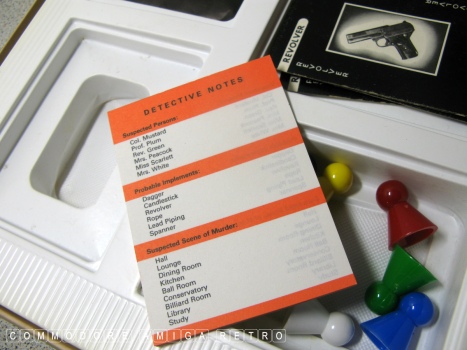 REVOLVER
REVOLVER
REVOLVER
DETECTIVE NOTES
Suspected Persons:
Col. Mustard
Prof. Plum
Rev. Green
Mrs. Peacock
Miss Scarlett
Mrs. White
Probable Implements:
Dagger
Candlestick
Revolver
Rope
Lead Piping
Spanner
Suspected Scene of Murder:
Hall
Lounge
Dining Room
Kitchen
Ball Room
Conservatory
Billiard Room
Library
Study
COMMODORE AMIGA RETRO